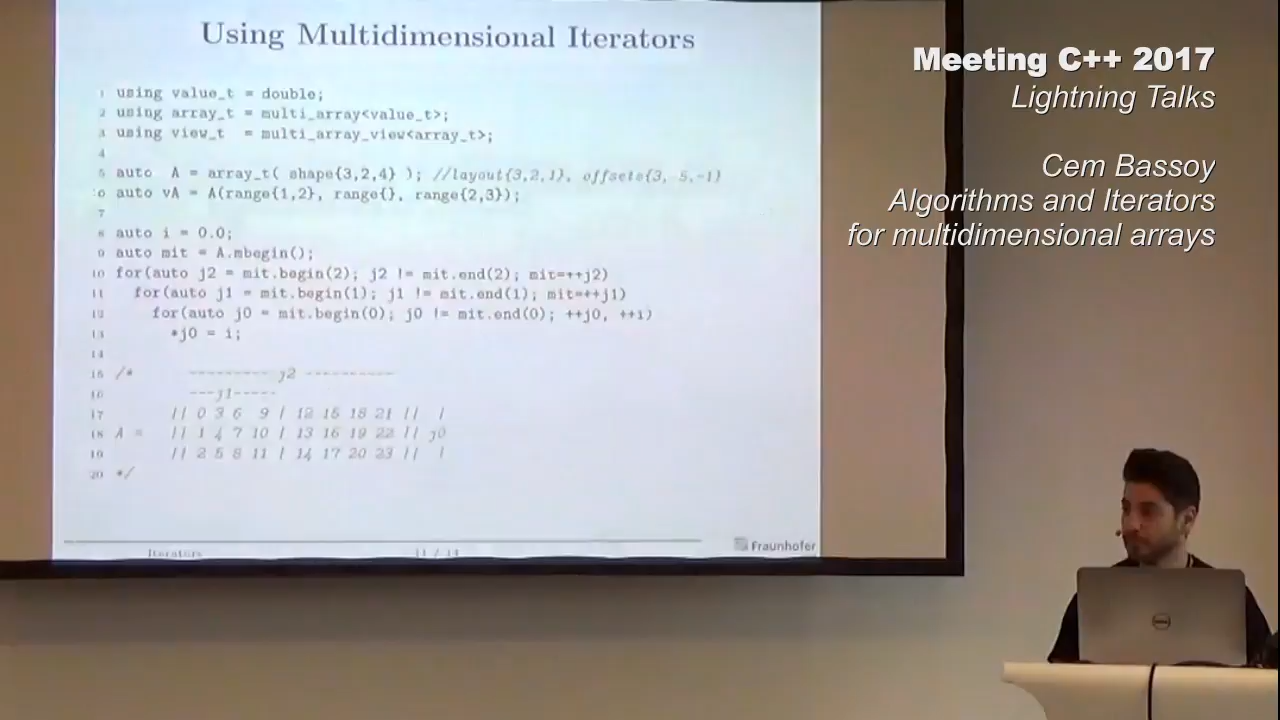 Using Multidimensional Iterators
1 using value_t = double;
2 using array_t = multi_array<value_t>;
3 using view_t = multi_array_view<array_t>;
4
5 auto A = array_t( shape{3,2,4} ); //layout{3,2,1}, offsets{3,-5,-1}
6 auto vA = A(range{1,2}, range{}, range{2,3});
7
8 auto i = 0.0;
9 auto mit = A.mbegin();
10 for(auto j2 = mit.begin(2); j2 != mit.end(2); mit=++j2)
11 for(auto j1 = mit.begin(1); j1 != mit.end(1); mit=++j1)
12 for(auto j0 = mit.begin(0); j0 != mit.end(0); ++j0, ++i)
13 *j0 = i;
14
15 /* ---------- j2 ----------
16 ---j1-----
17 || 0 3 6 9 | 12 15 18 21 || |
18 A = || 1 4 7 10 | 13 16 19 22 || j0
19 || 2 5 8 11 | 14 17 20 23 || |
20 */
Iterators 11 / 14 Fraunhofer
Meeting C++ 2017
Lightning Talks
Cem Bassoy
Algorithms and Iterators
for multidimensional arrays
DELL